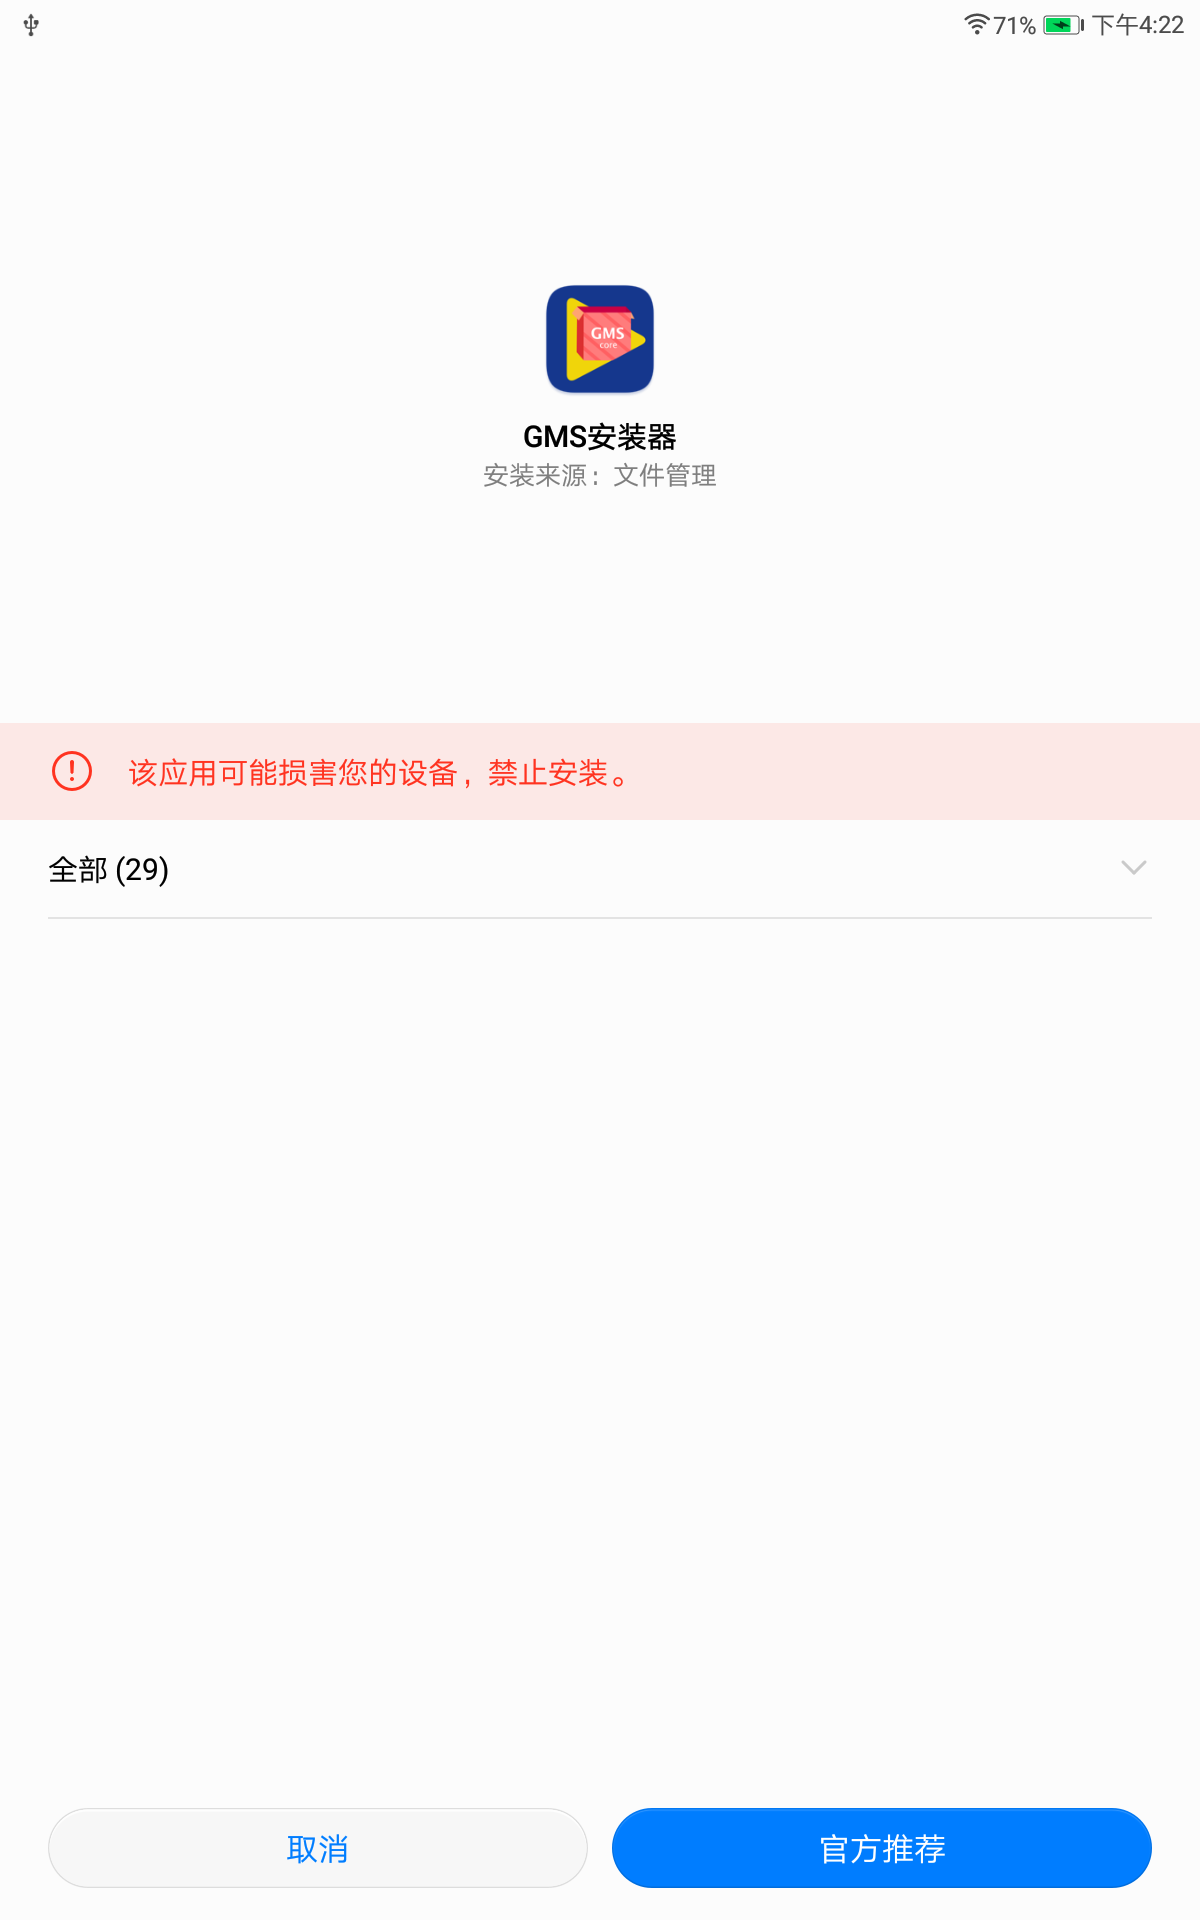 71%
下午4:22
GMS
core
GMS安装器
安装来源：文件管理
该应用可能损害您的设备，禁止安装。
全部 (29)
取消
官方推荐